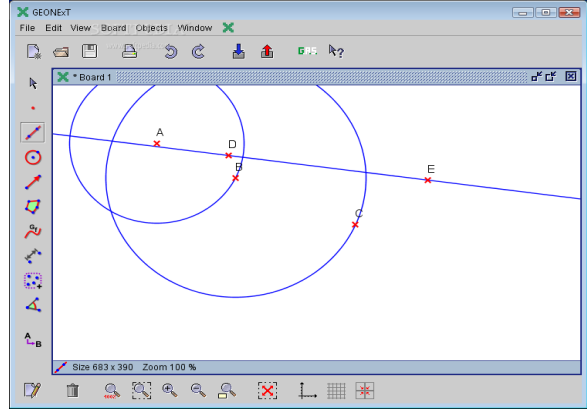 GEONExT
File Edit View Board Objects Window
* Board 1
A
D
B
E
C
A
B
Size 683 x 390 Zoom 100 %